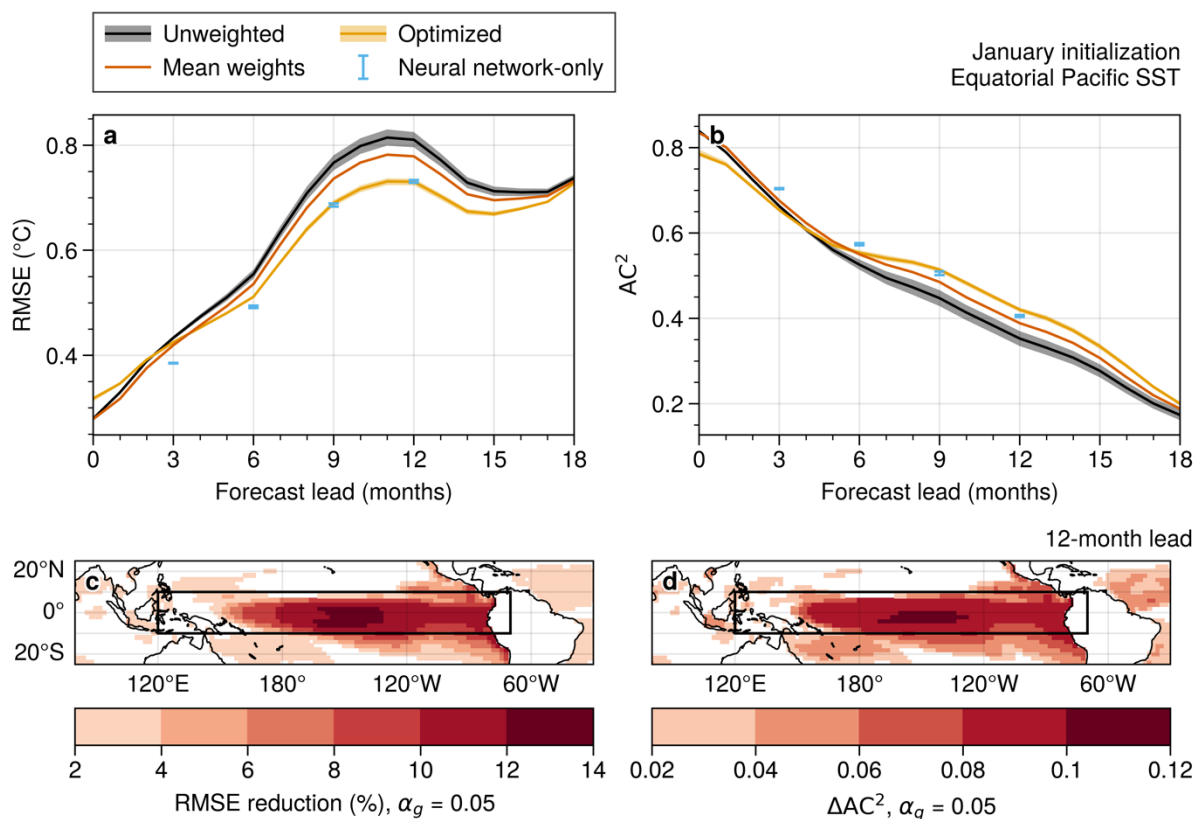 Unweighted
Optimized
Mean weights
Neural network-only
January initialization
Equatorial Pacific SST
a
RMSE (°C)
0.8
0.6
0.4
0 3 6 9 12 15 18
Forecast lead (months)
b
AC²
0.8
0.6
0.4
0.2
0 3 6 9 12 15 18
Forecast lead (months)
12-month lead
c
20°N
0°
20°S
120°E 180° 120°W 60°W
2 4 6 8 10 12 14
RMSE reduction (%), α_g = 0.05
d
120°E 180° 120°W 60°W
0.02 0.04 0.06 0.08 0.1 0.12
ΔAC², α_g = 0.05